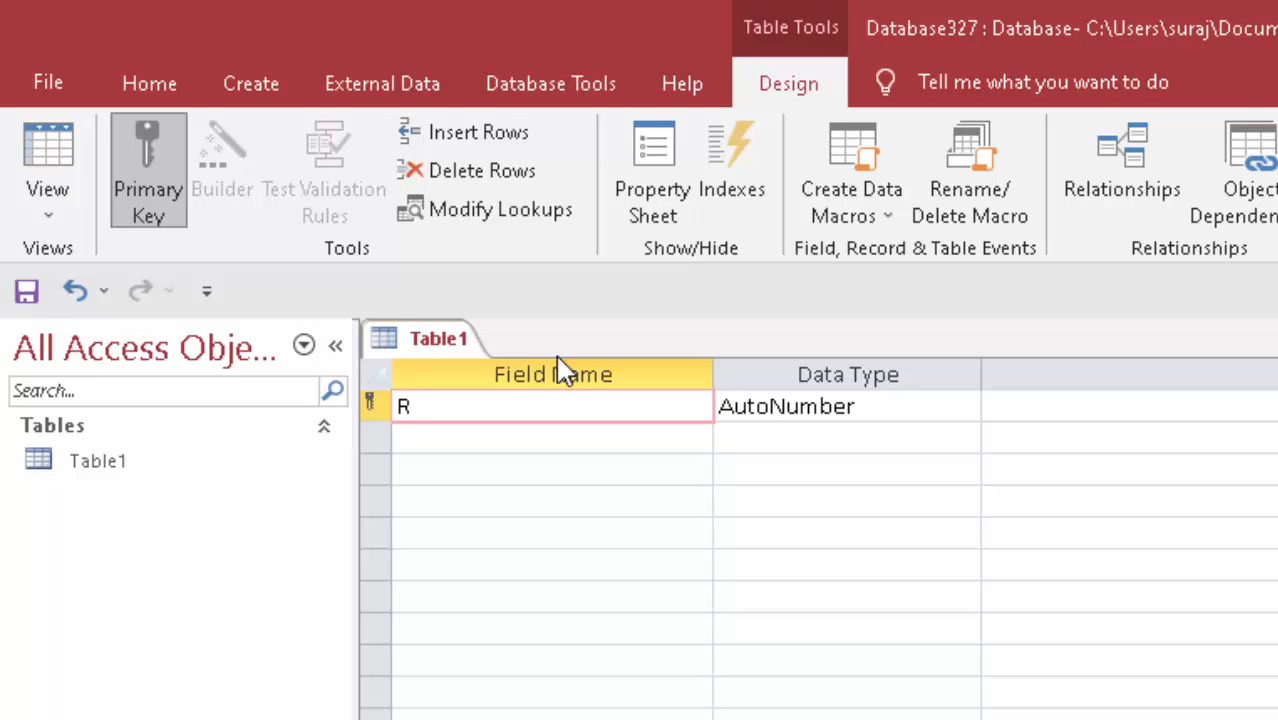 Table Tools Database327 : Database- C:\Users\suraj\Docum
File Home Create External Data Database Tools Help Design Tell me what you want to do
View
Primary Key
Builder
Test Validation Rules
Insert Rows
Delete Rows
Modify Lookups
Property Sheet
Indexes
Create Data Macros
Rename/ Delete Macro
Relationships
Object
Dependen
Views Tools Show/Hide Field, Record & Table Events Relationships
All Access Obje...
Search...
Tables
Table1
Table1
Field Name Data Type
R AutoNumber